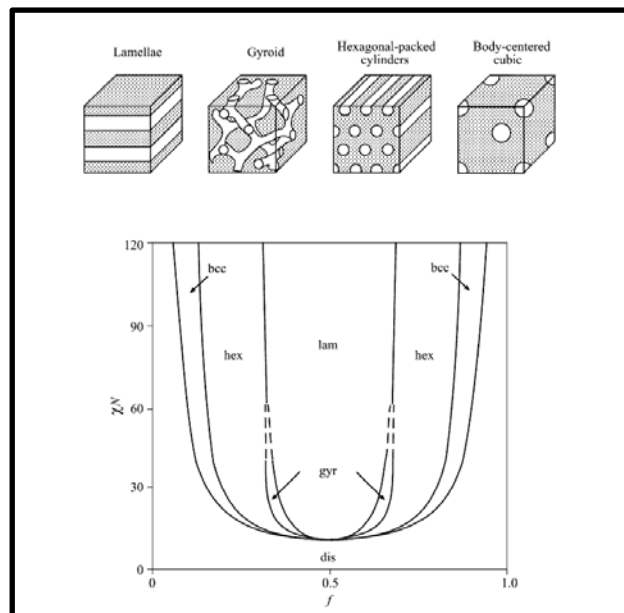 Lamellae
Gyroid
Hexagonal-packed
cylinders
Body-centered
cubic
120
bcc
bcc
90
hex
lam
hex
χN
60
gyr
30
dis
0
0
0.5
1.0
f